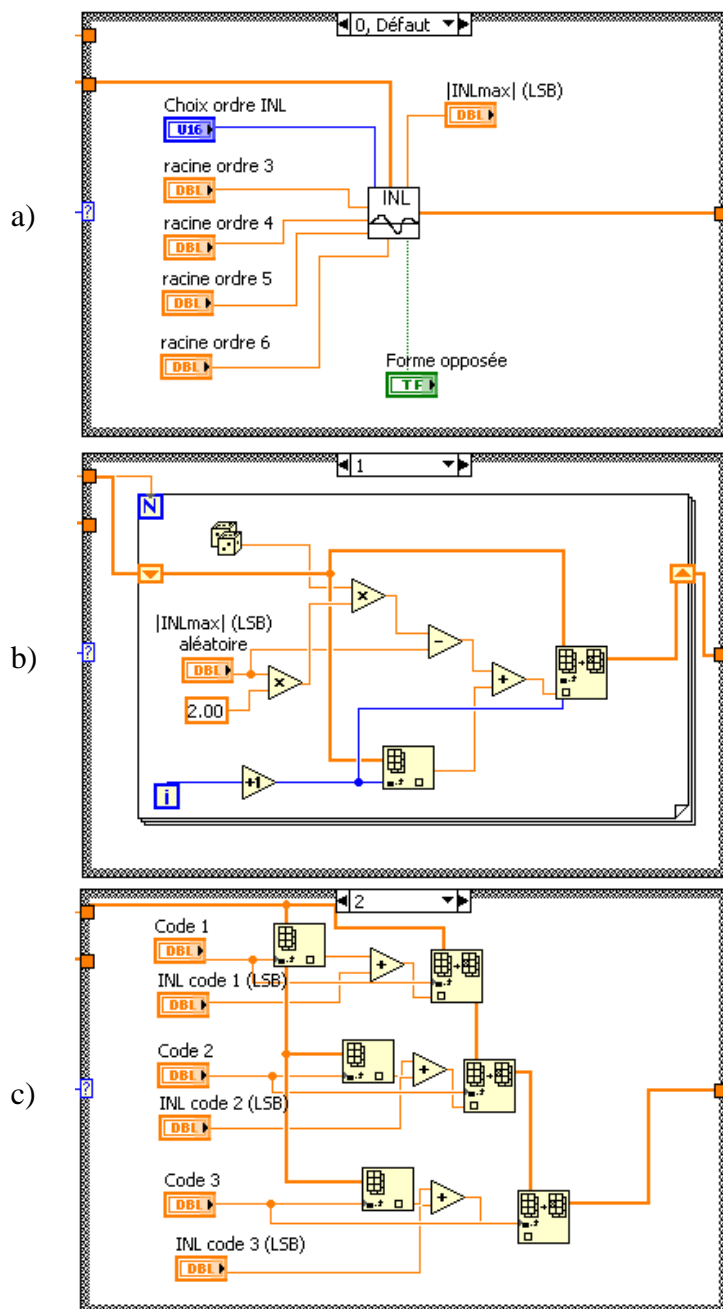 0, Défaut
|INLmax| (LSB)
DBL
Choix ordre INL
U16
racine ordre 3
DBL
INL
racine ordre 4
DBL
racine ordre 5
DBL
racine ordre 6
DBL
Forme opposée
TF
?
a)
1
N
|INLmax| (LSB)
aléatoire
DBL
2.00
x
x
-
+
+1
i
?
b)
2
Code 1
DBL
INL code 1 (LSB)
DBL
+
Code 2
DBL
INL code 2 (LSB)
DBL
+
Code 3
DBL
INL code 3 (LSB)
DBL
+
?
c)